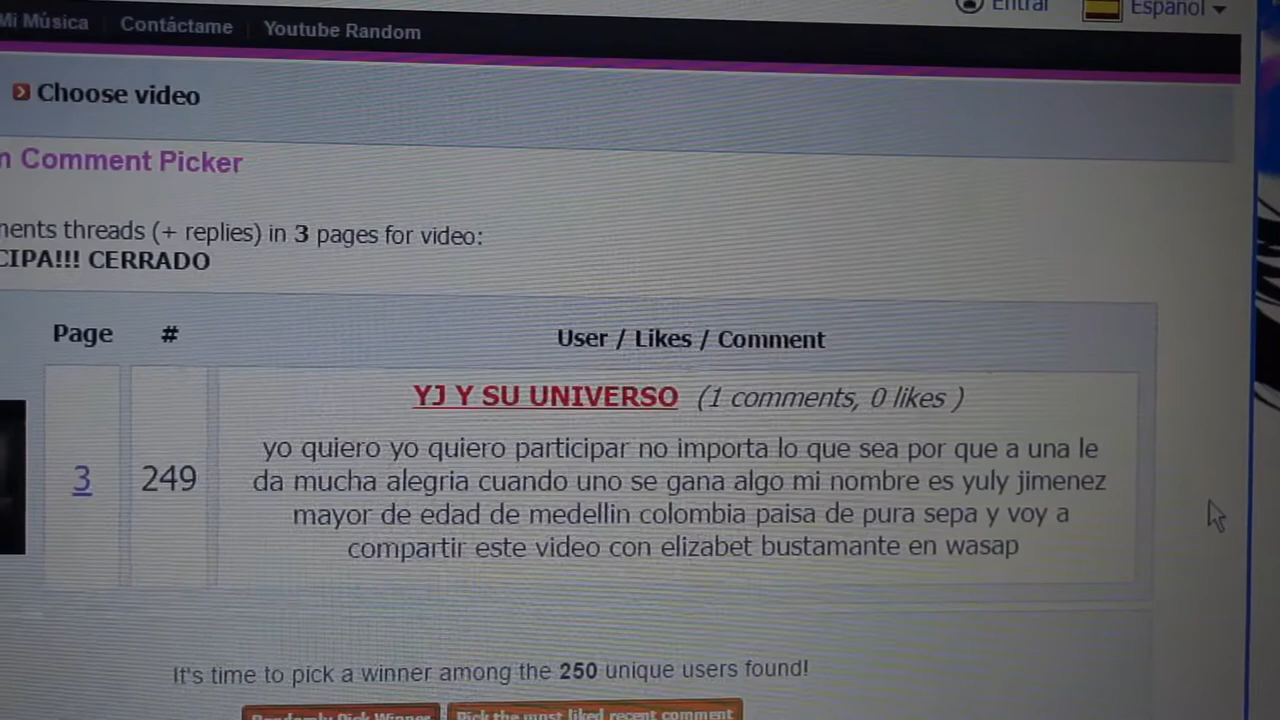 Mi Música Contáctame Youtube Random
Entrar Español
Choose video
Comment Picker
threads (+ replies) in 3 pages for video:
CERRADO
Page # User / Likes / Comment
YJ Y SU UNIVERSO (1 comments, 0 likes )
yo quiero yo quiero participar no importa lo que sea por que a una le
3 249 da mucha alegria cuando uno se gana algo mi nombre es yuly jimenez
mayor de edad de medellin colombia paisa de pura sepa y voy a
compartir este video con elizabet bustamante en wasap
It's time to pick a winner among the 250 unique users found!
Randomly Pick Winner Pick the most liked recent comment